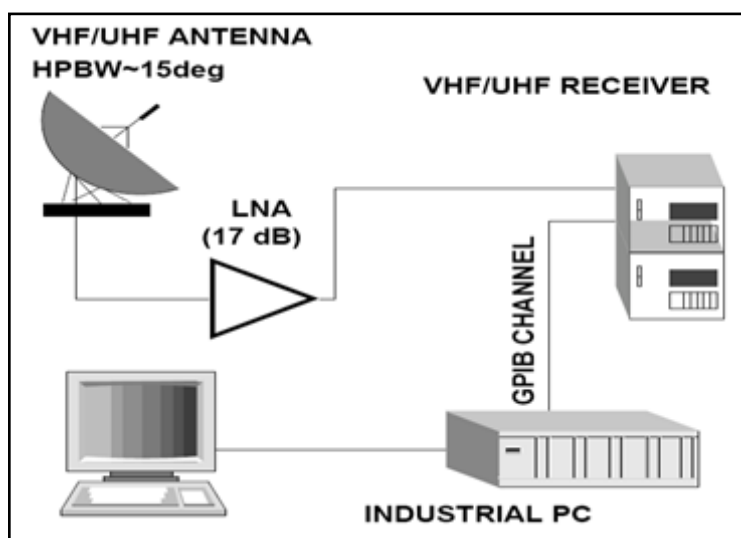 VHF/UHF ANTENNA
HPBW~15deg
VHF/UHF RECEIVER
LNA
(17 dB)
GPIB CHANNEL
INDUSTRIAL PC